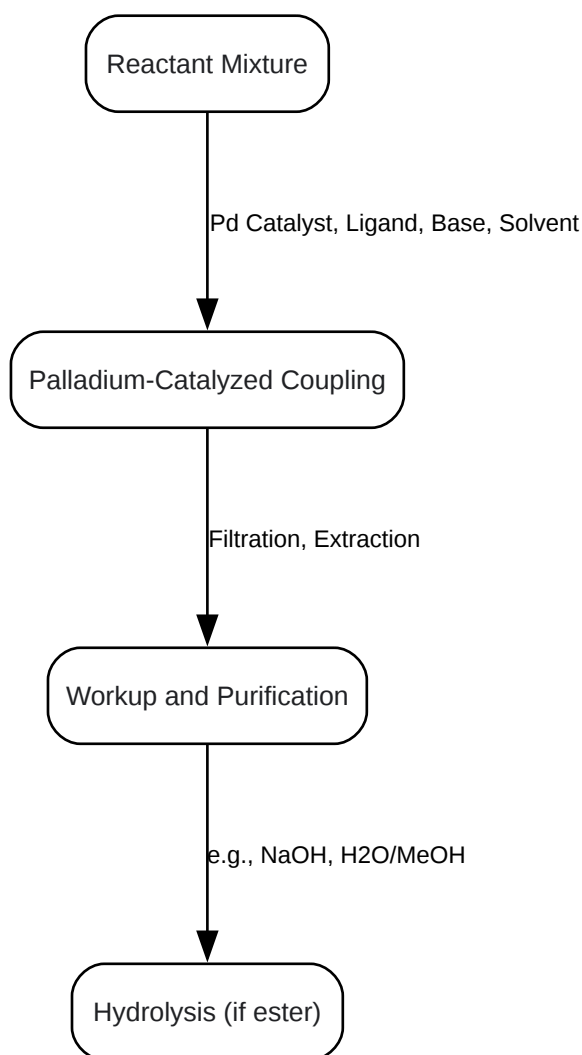 Reactant Mixture
Pd Catalyst, Ligand, Base, Solvent
Palladium-Catalyzed Coupling
Filtration, Extraction
Workup and Purification
e.g., NaOH, H2O/MeOH
Hydrolysis (if ester)